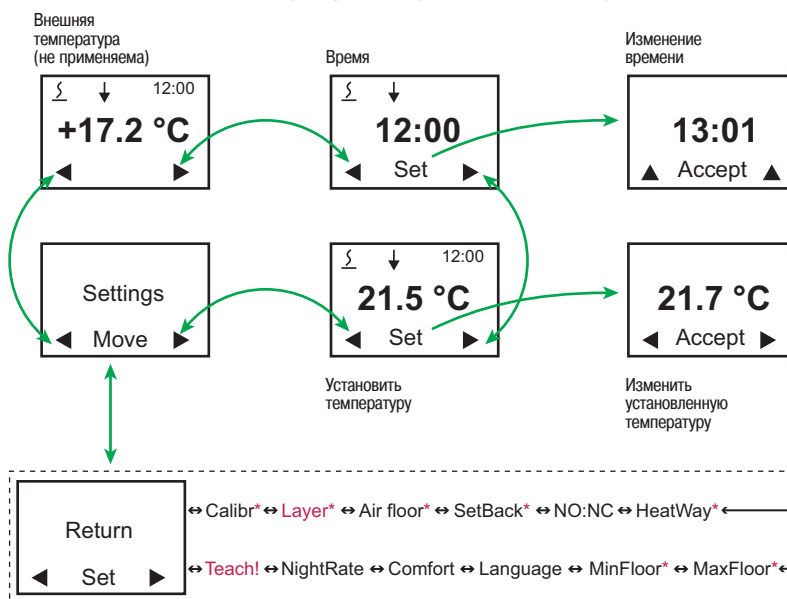 Внешняя
температура
(не применяема)
Время
Изменение
времени
12:00
+17.2 °C
12:00
Set
13:01
Accept
Settings
Move
12:00
21.5 °C
Set
21.7 °C
Accept
Установить
температуру
Изменить
установленную
температуру
Return
Set
Calibr* ↔ Layer* ↔ Air floor* ↔ SetBack* ↔ NO:NC ↔ HeatWay*
Teach! ↔ NightRate ↔ Comfort ↔ Language ↔ MinFloor* ↔ MaxFloor*